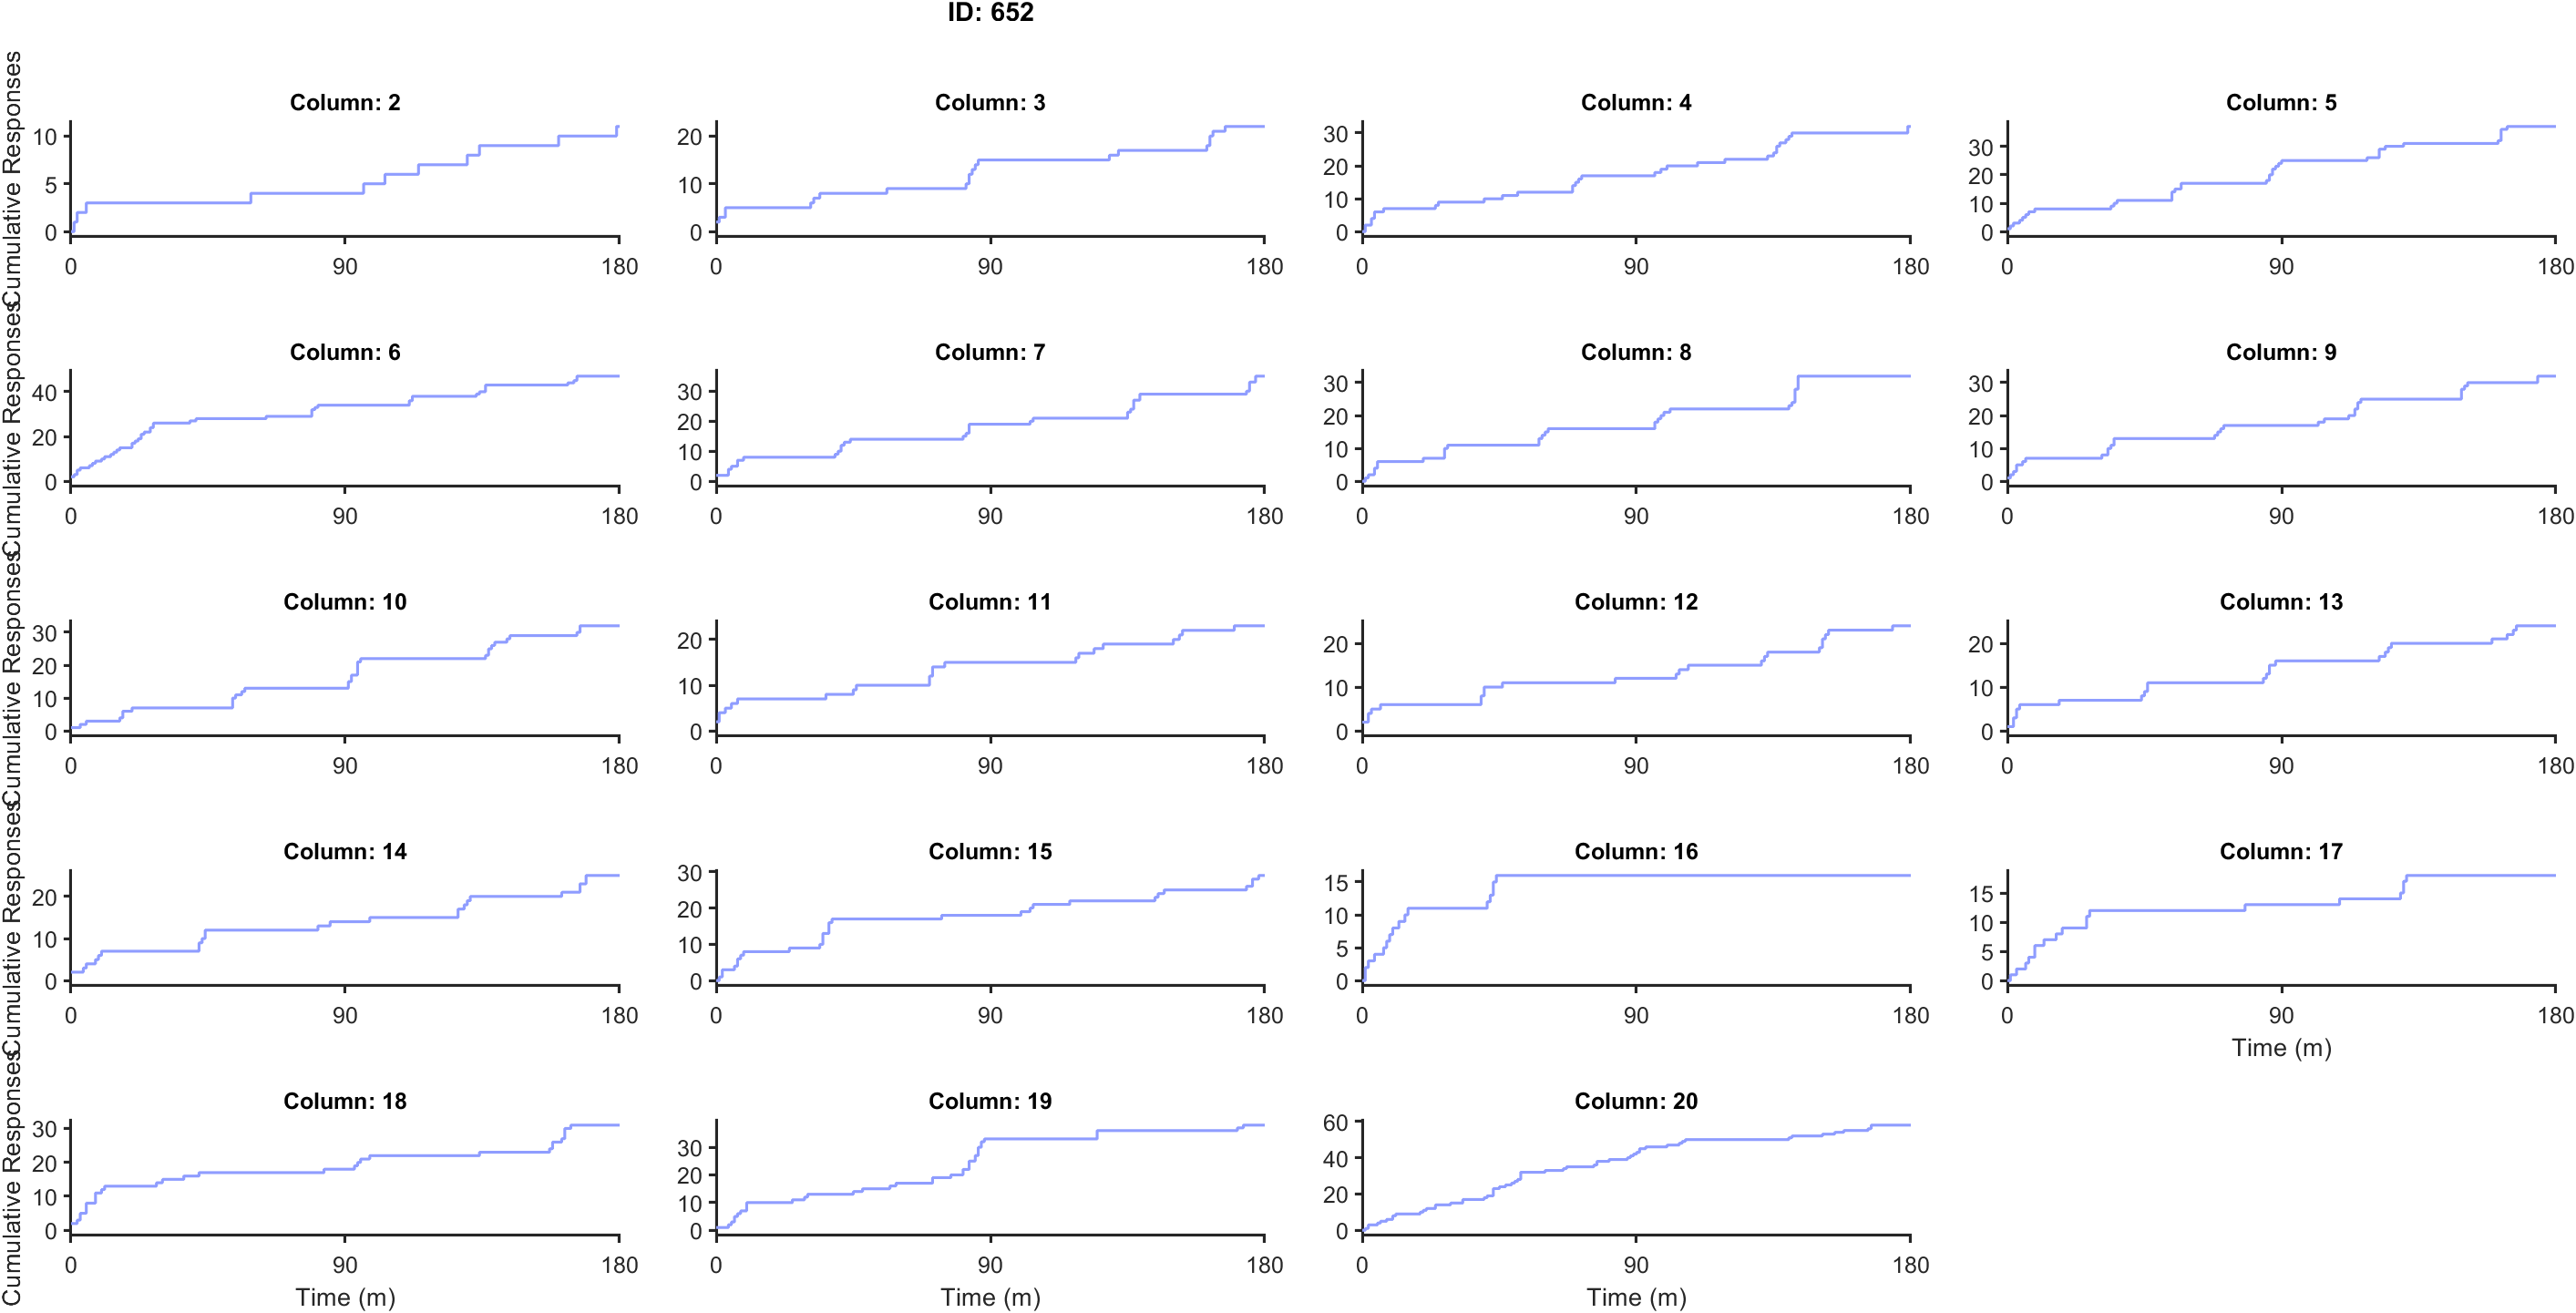 ID: 652
Column: 2
Column: 3
Column: 4
Column: 5
Cumulative Responses
10
5
0
0 90 180
20
10
0
0 90 180
30
20
10
0
0 90 180
30
20
10
0
0 90 180
Column: 6
Column: 7
Column: 8
Column: 9
Cumulative Responses
40
20
0
0 90 180
30
20
10
0
0 90 180
30
20
10
0
0 90 180
30
20
10
0
0 90 180
Column: 10
Column: 11
Column: 12
Column: 13
Cumulative Responses
30
20
10
0
0 90 180
20
10
0
0 90 180
20
10
0
0 90 180
20
10
0
0 90 180
Column: 14
Column: 15
Column: 16
Column: 17
Cumulative Responses
20
10
0
0 90 180
30
20
10
0
0 90 180
15
10
5
0
0 90 180
15
10
5
0
0 90 180
Time (m)
Column: 18
Column: 19
Column: 20
Cumulative Responses
30
20
10
0
0 90 180
Time (m)
30
20
10
0
0 90 180
Time (m)
60
40
20
0
0 90 180
Time (m)